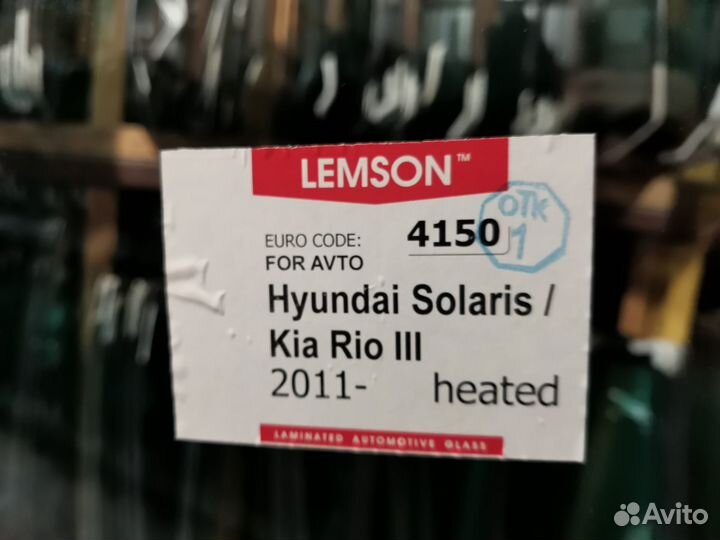 LEMSON™
EURO CODE: 4150
ОТК
1
FOR AVTO
Hyundai Solaris /
Kia Rio III
2011- heated
LAMINATED AUTOMOTIVE GLASS
Avito